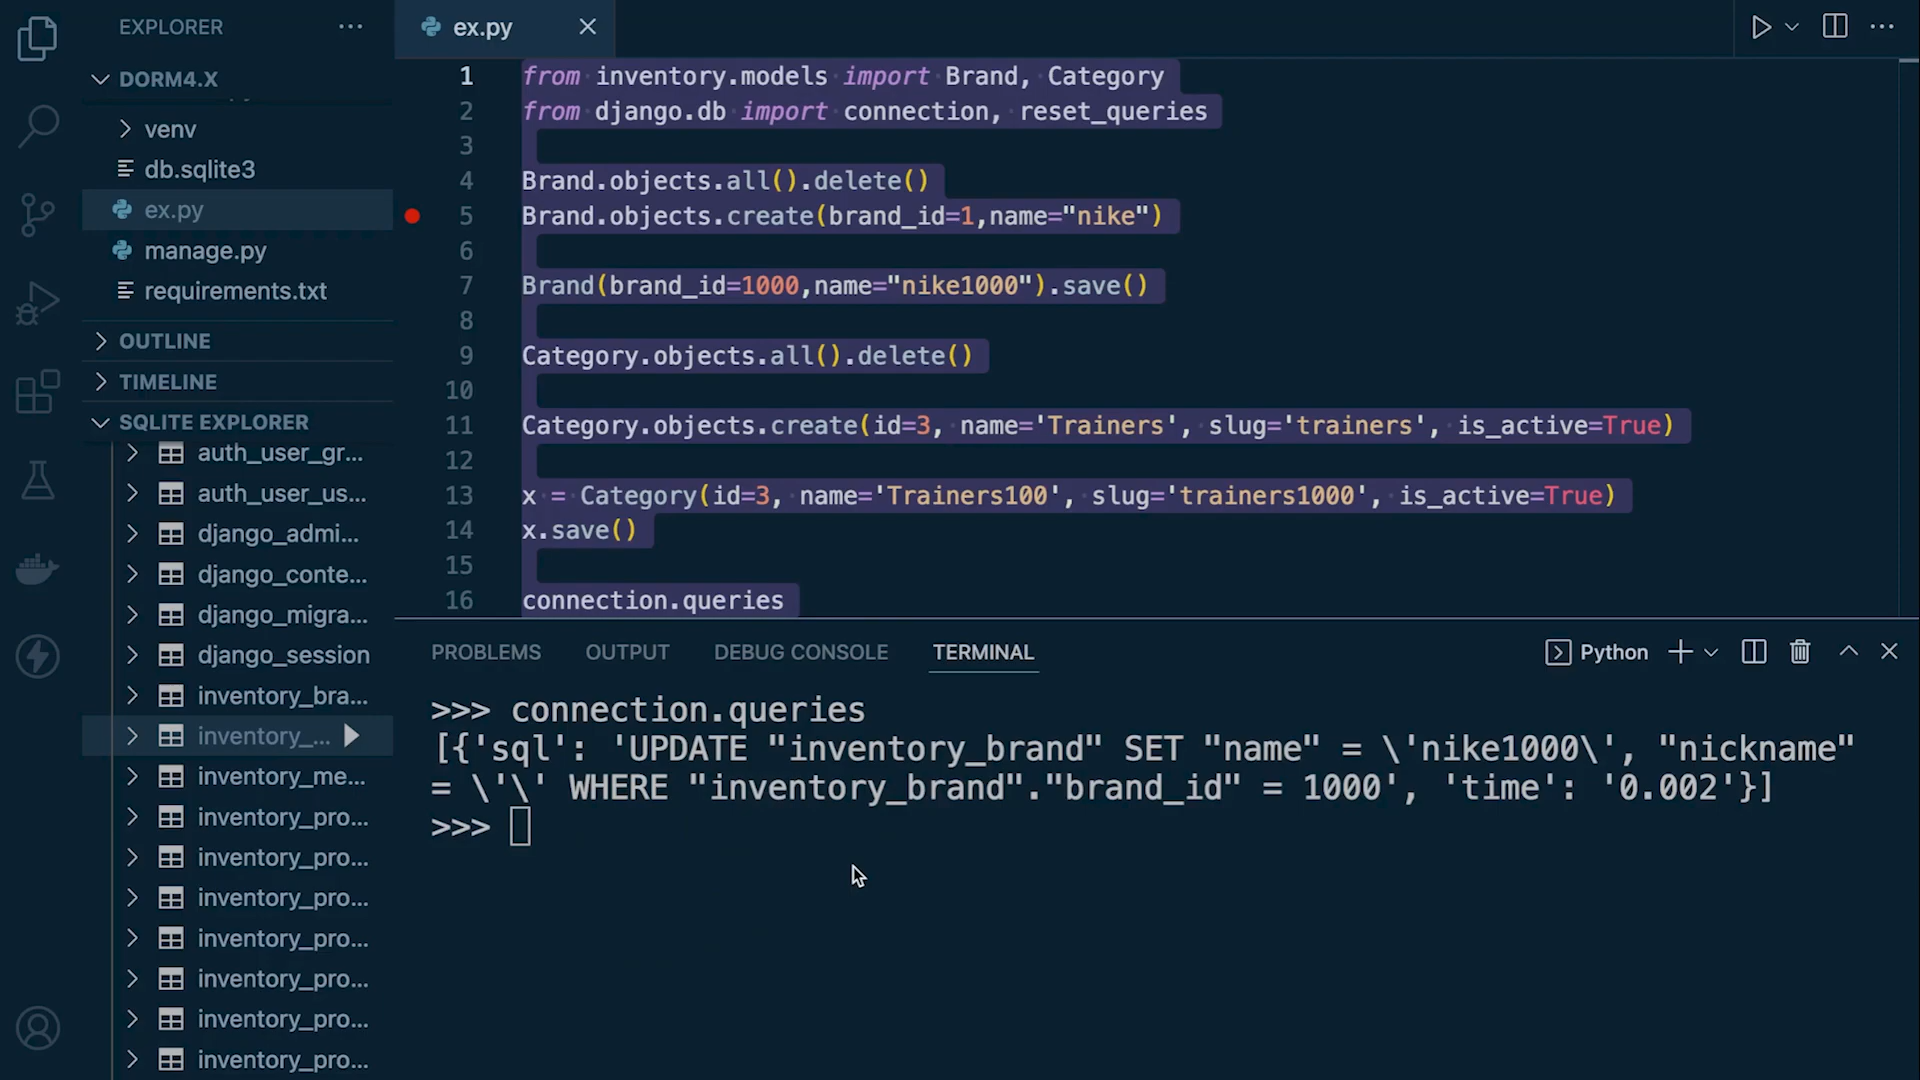 EXPLORER
DORM4.X
venv
db.sqlite3
ex.py
manage.py
requirements.txt
OUTLINE
TIMELINE
SQLITE EXPLORER
auth_user_gr...
auth_user_us...
django_admi...
django_conte...
django_migra...
django_session
inventory_bra...
inventory_...
inventory_me...
inventory_pro...
inventory_pro...
inventory_pro...
inventory_pro...
inventory_pro...
inventory_pro...
inventory_pro...
ex.py
1 from inventory.models import Brand, Category
2 from django.db import connection, reset_queries
3
4 Brand.objects.all().delete()
5 Brand.objects.create(brand_id=1,name="nike")
6
7 Brand(brand_id=1000,name="nike1000").save()
8
9 Category.objects.all().delete()
10
11 Category.objects.create(id=3, name='Trainers', slug='trainers', is_active=True)
12
13 x = Category(id=3, name='Trainers100', slug='trainers1000', is_active=True)
14 x.save()
15
16 connection.queries
PROBLEMS OUTPUT DEBUG CONSOLE TERMINAL Python
>>> connection.queries
[{'sql': 'UPDATE "inventory_brand" SET "name" = \'nike1000\', "nickname"
= \'\' WHERE "inventory_brand"."brand_id" = 1000', 'time': '0.002'}]
>>>